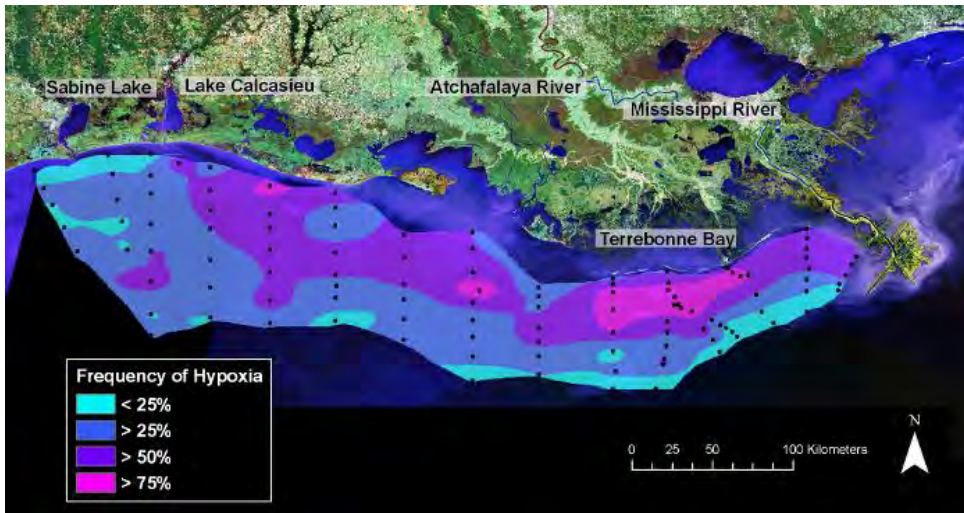 Sabine Lake
Lake Calcasieu
Atchafalaya River
Mississippi River
Terrebonne Bay
Frequency of Hypoxia
< 25%
> 25%
> 50%
> 75%
N
0 25 50 100 Kilometers